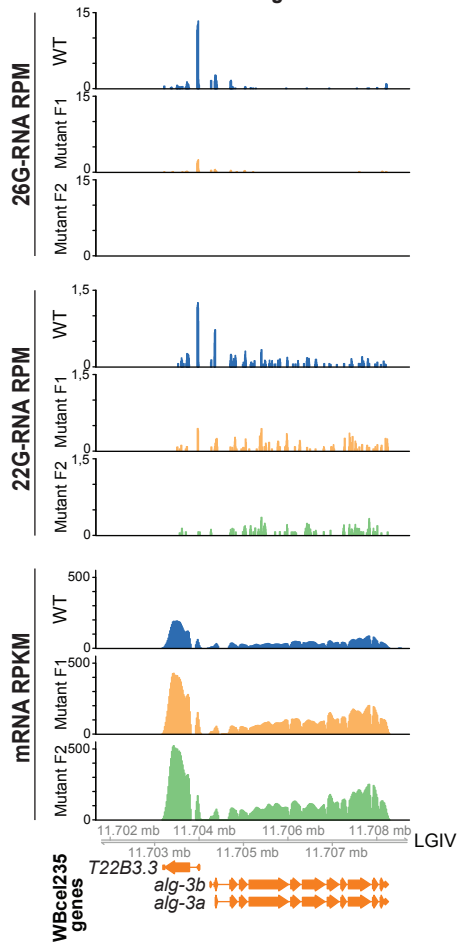 g
26G-RNA RPM
WT
15
0
Mutant F1
15
0
Mutant F2
15
0
22G-RNA RPM
WT
1,5
0
Mutant F1
1,5
0
Mutant F2
1,5
0
mRNA RPKM
WT
500
0
Mutant F1
500
0
Mutant F2
500
0
11.702 mb 11.704 mb 11.706 mb 11.708 mb
LGIV
11.703 mb 11.705 mb 11.707 mb
WBcel235
genes
T22B3.3
alg-3b
alg-3a